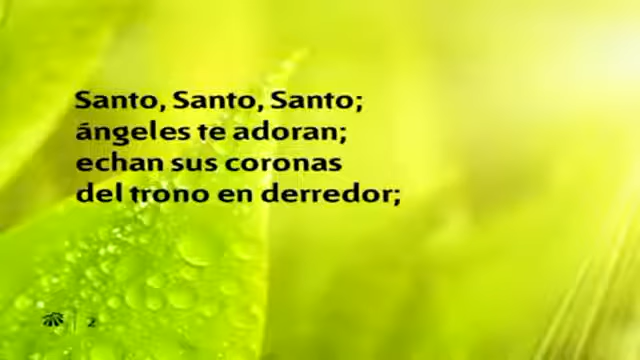 Santo, Santo, Santo;
ángeles te adoran;
echan sus coronas
del trono en derredor;
2